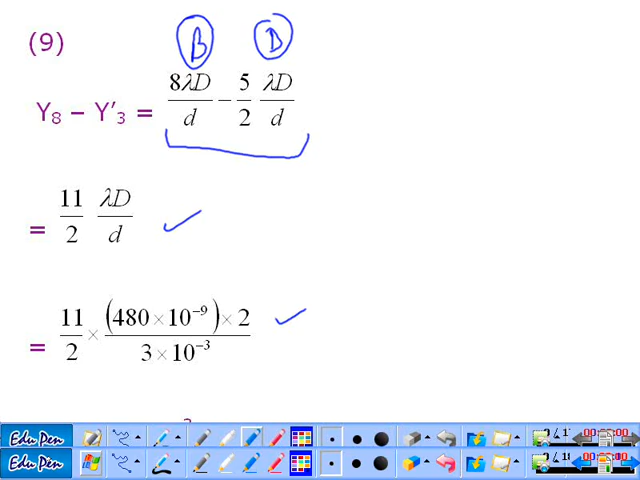 (9)
B D
Y₈ – Y'₃ = 8λD/d − 5/2 λD/d
= 11/2 λD/d
= 11/2 × (480 × 10⁻⁹) × 2 / 3 × 10⁻³
Edu Pen
Edu Pen